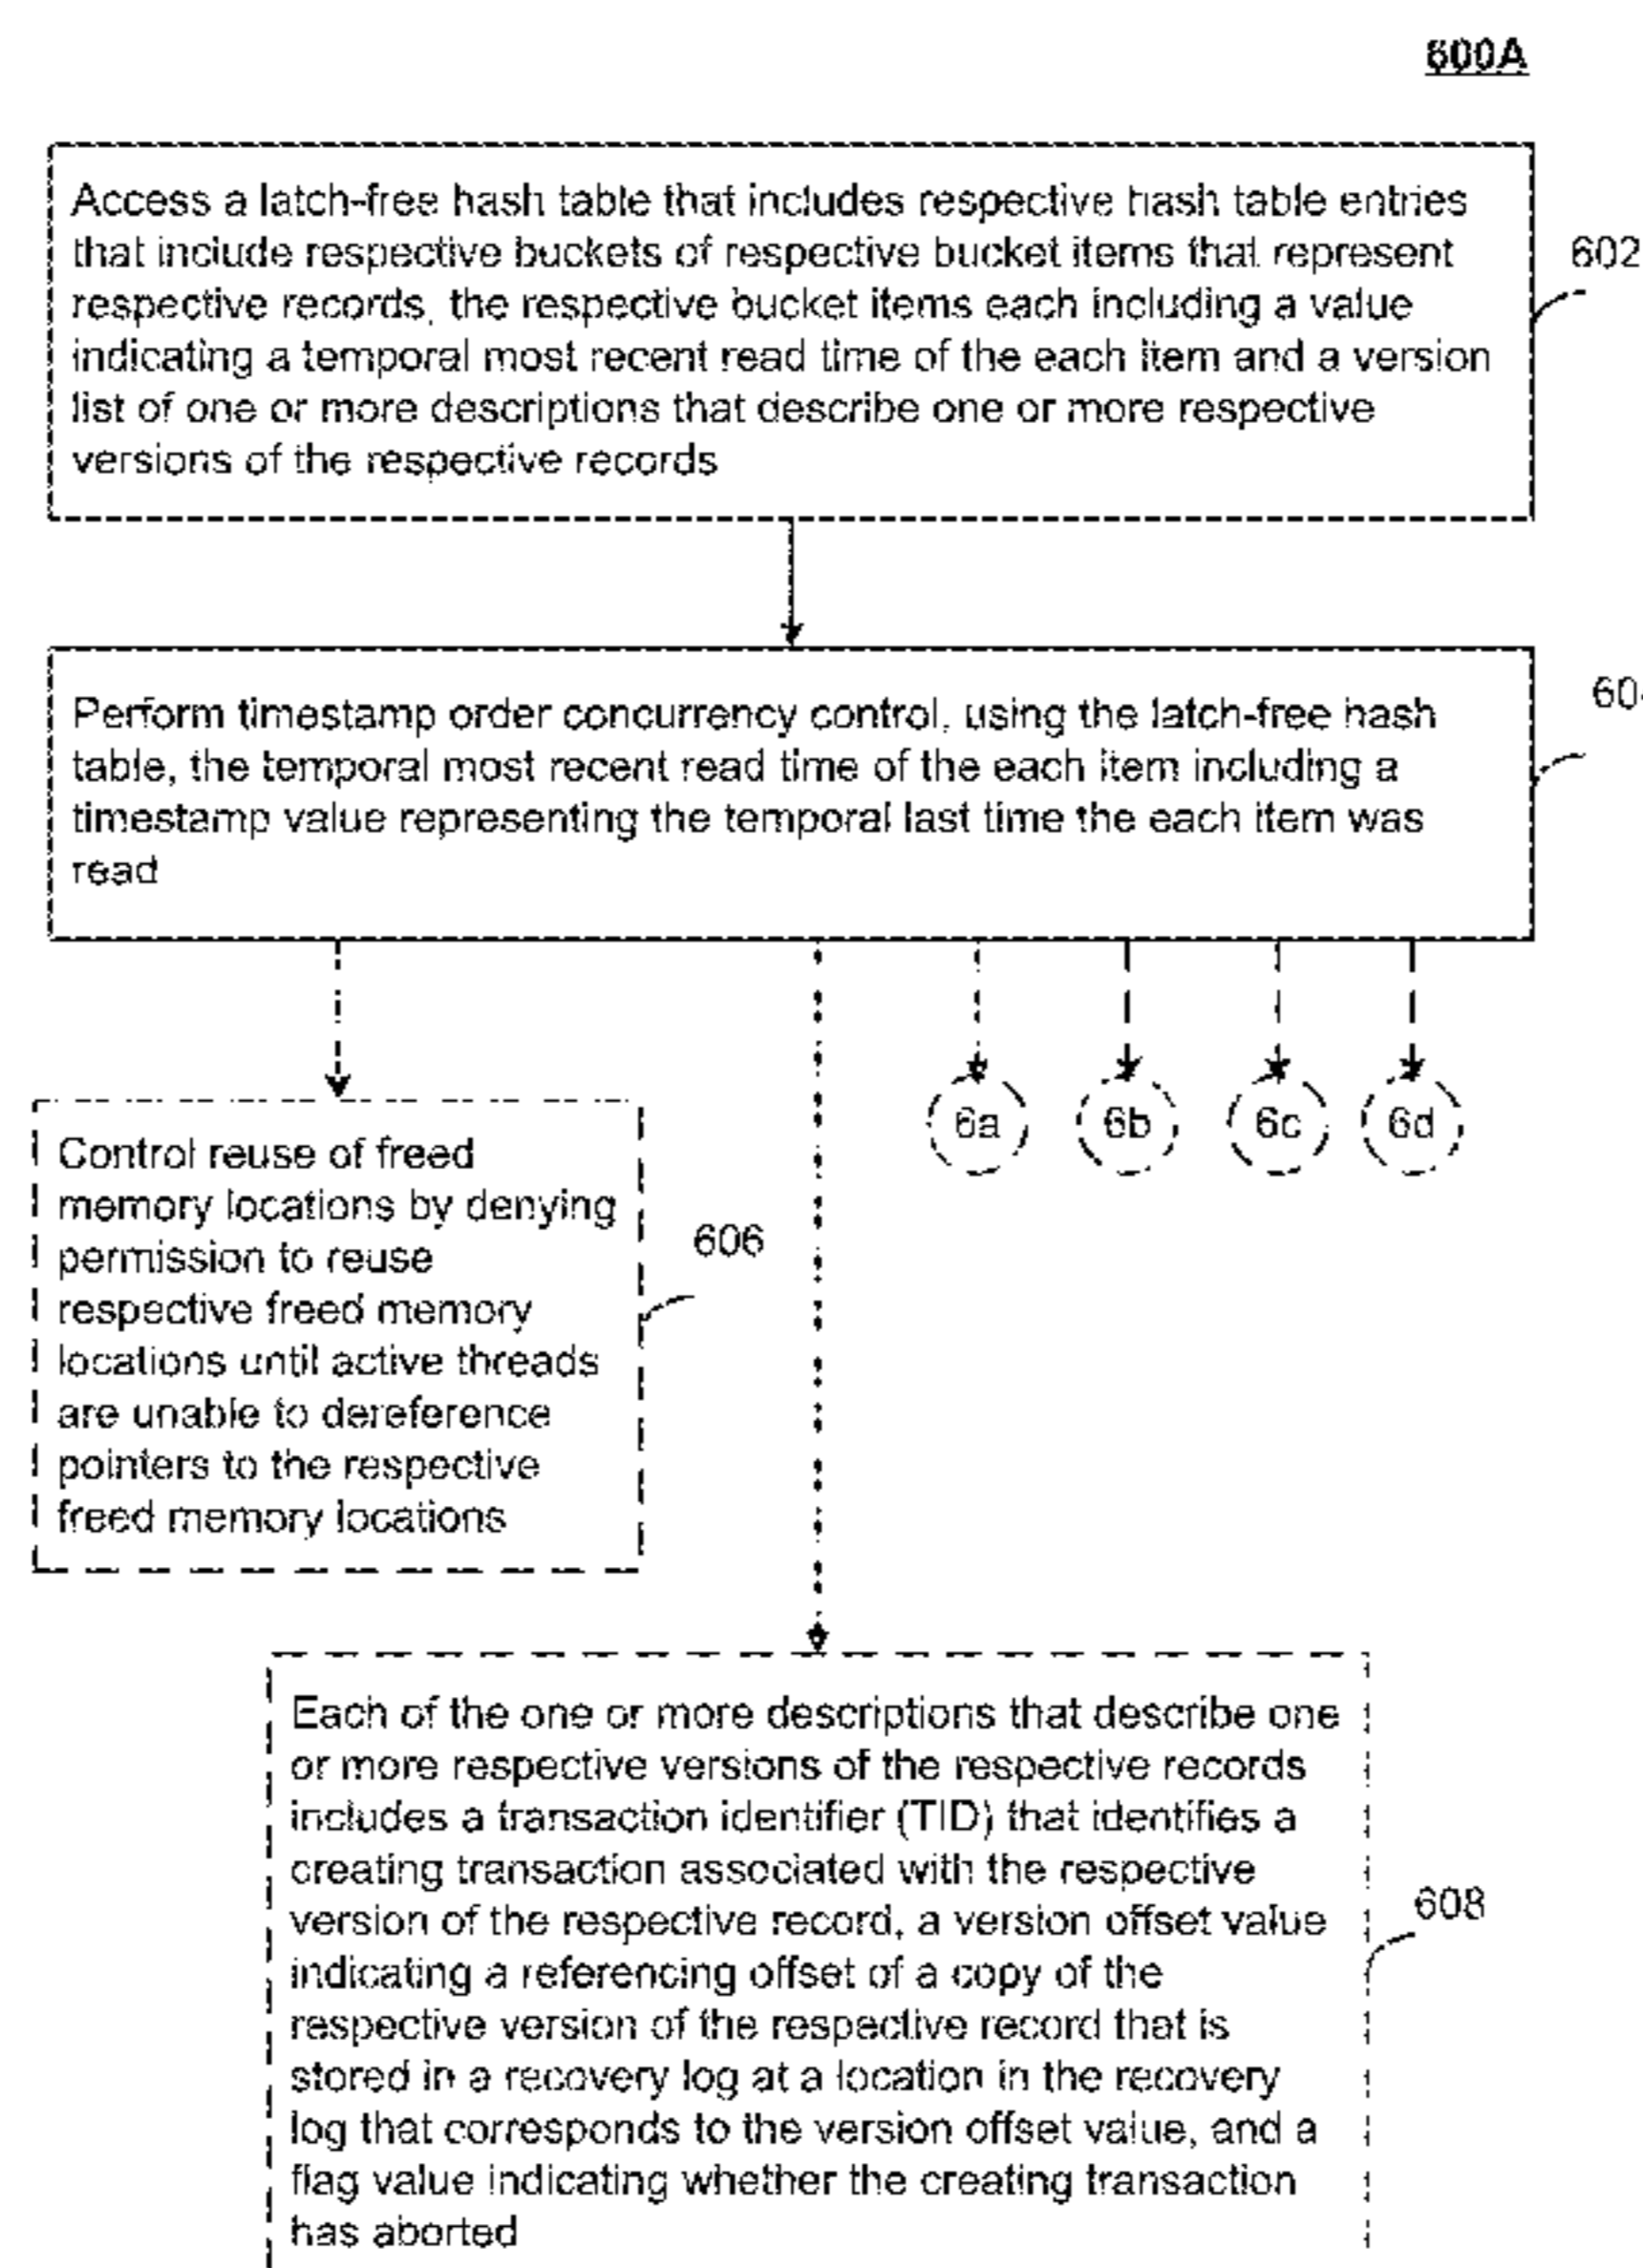 600A
Access a latch-free hash table that includes respective hash table entries
that include respective buckets of respective bucket items that represent
respective records, the respective bucket items each including a value
indicating a temporal most recent read time of the each item and a version
list of one or more descriptions that describe one or more respective
versions of the respective records
602
Perform timestamp order concurrency control, using the latch-free hash
table, the temporal most recent read time of the each item including a
timestamp value representing the temporal last time the each item was
read
6a
6b
6c
6d
Control reuse of freed
memory locations by denying
permission to reuse
respective freed memory
locations until active threads
are unable to dereference
pointers to the respective
freed memory locations
606
Each of the one or more descriptions that describe one
or more respective versions of the respective records
includes a transaction identifier (TID) that identifies a
creating transaction associated with the respective
version of the respective record, a version offset value
indicating a referencing offset of a copy of the
respective version of the respective record that is
stored in a recovery log at a location in the recovery
log that corresponds to the version offset value, and a
flag value indicating whether the creating transaction
has aborted
608